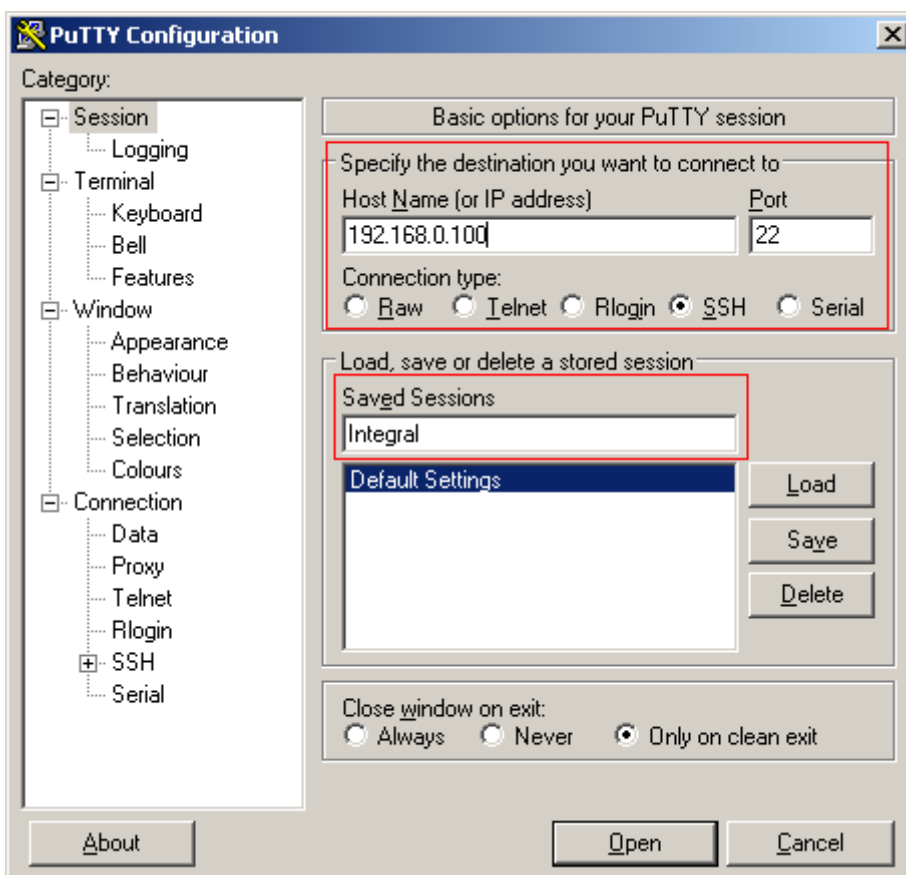 PuTTY Configuration
Category:
Session
Logging
Terminal
Keyboard
Bell
Features
Window
Appearance
Behaviour
Translation
Selection
Colours
Connection
Data
Proxy
Telnet
Rlogin
SSH
Serial
Basic options for your PuTTY session
Specify the destination you want to connect to
Host Name (or IP address) Port
192.168.0.100 22
Connection type:
Raw Telnet Rlogin SSH Serial
Load, save or delete a stored session
Saved Sessions
Integral
Default Settings
Load
Save
Delete
Close window on exit:
Always Never Only on clean exit
About Open Cancel